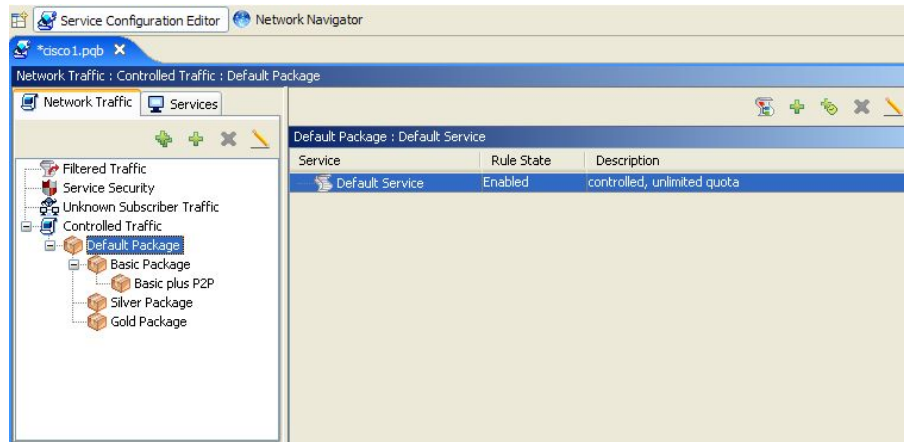 Service Configuration Editor Network Navigator
*cisco1.pqb
Network Traffic : Controlled Traffic : Default Package
Network Traffic Services
Default Package : Default Service
Service Rule State Description
Default Service Enabled controlled, unlimited quota
Filtered Traffic
Service Security
Unknown Subscriber Traffic
Controlled Traffic
Default Package
Basic Package
Basic plus P2P
Silver Package
Gold Package